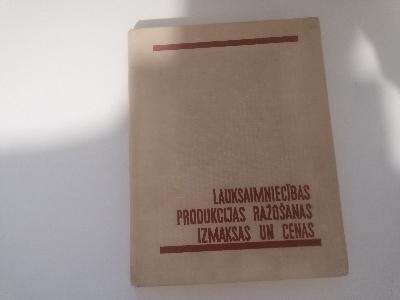 LAUKSAIMNIECĪBAS
PRODUKCIJAS RAŽOŠANAS
IZMAKSAS UN CENAS